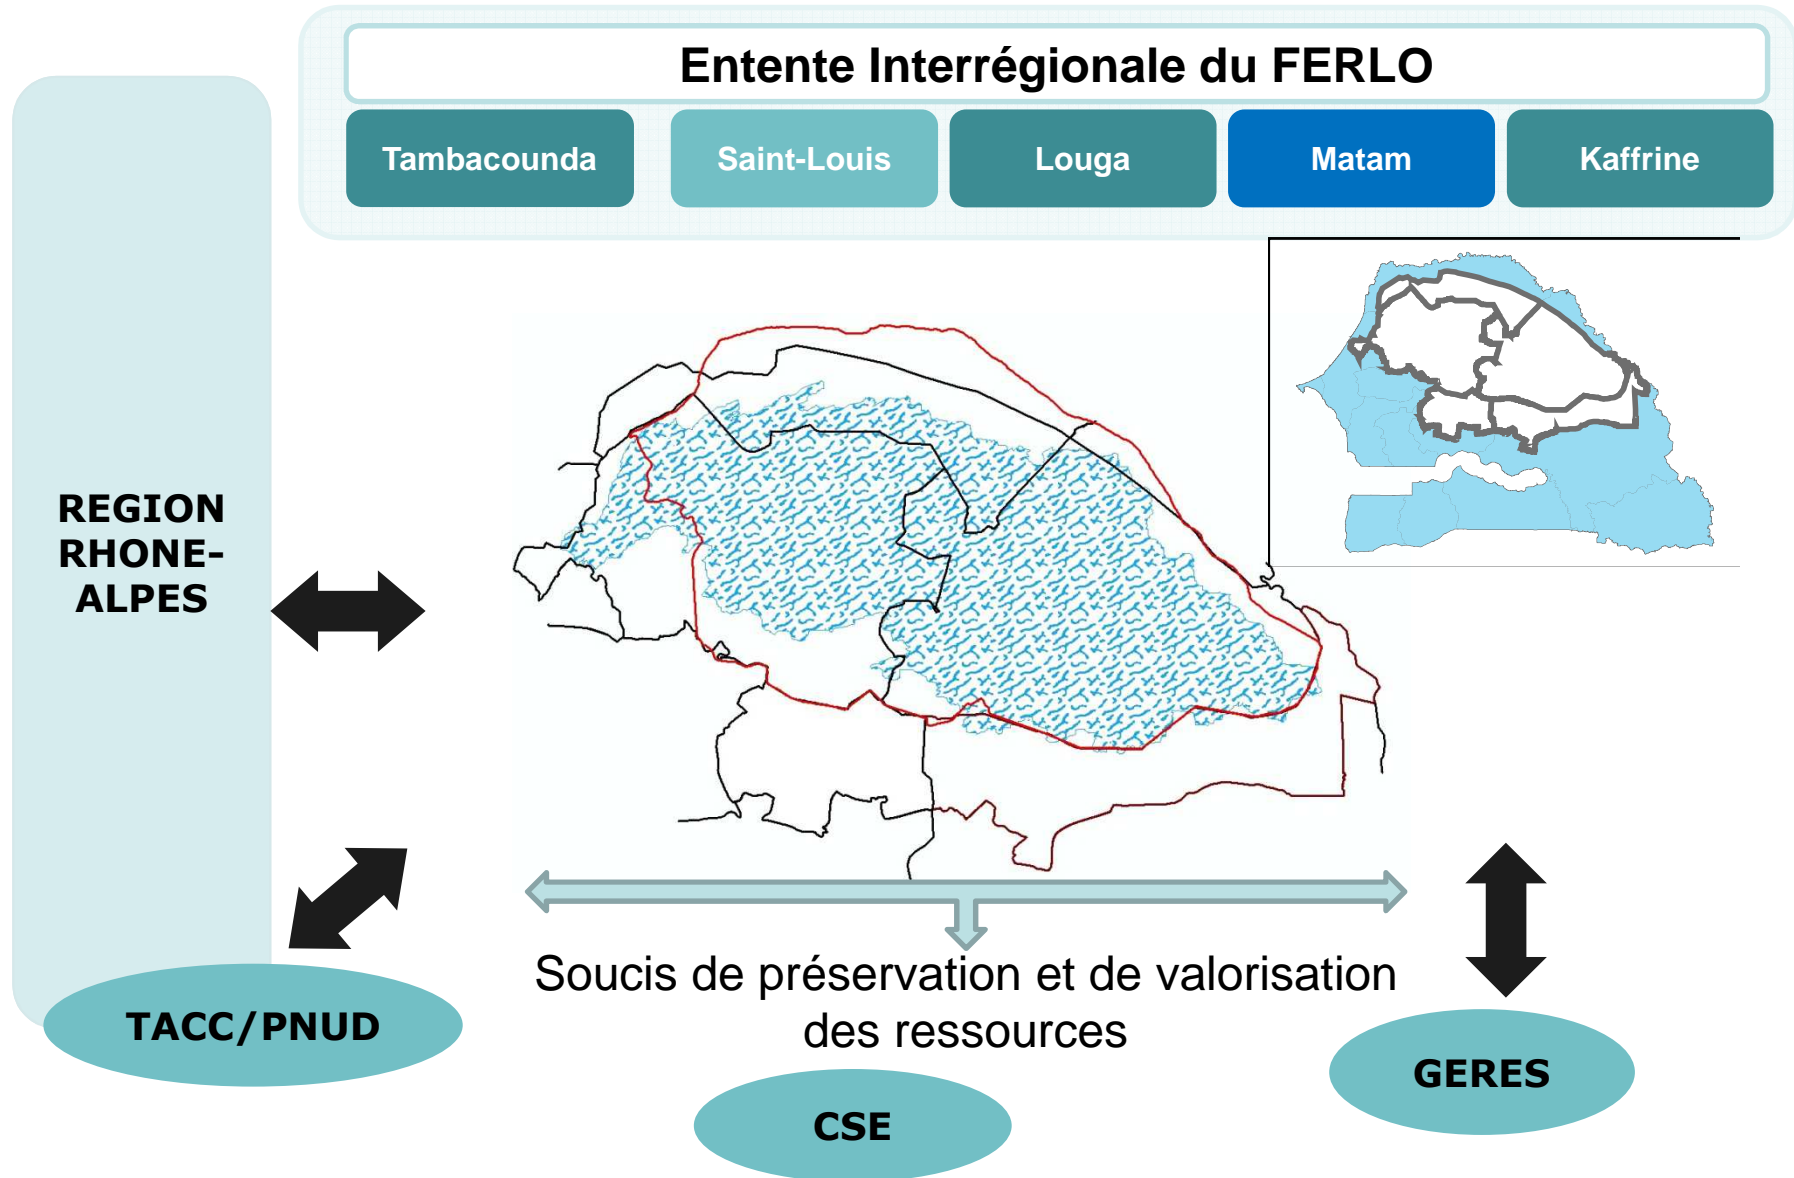 Entente Interrégionale du FERLO
Tambacounda
Saint-Louis
Louga
Matam
Kaffrine
REGION
RHONE-
ALPES
Soucis de préservation et de valorisation
des ressources
TACC/PNUD
GERES
CSE